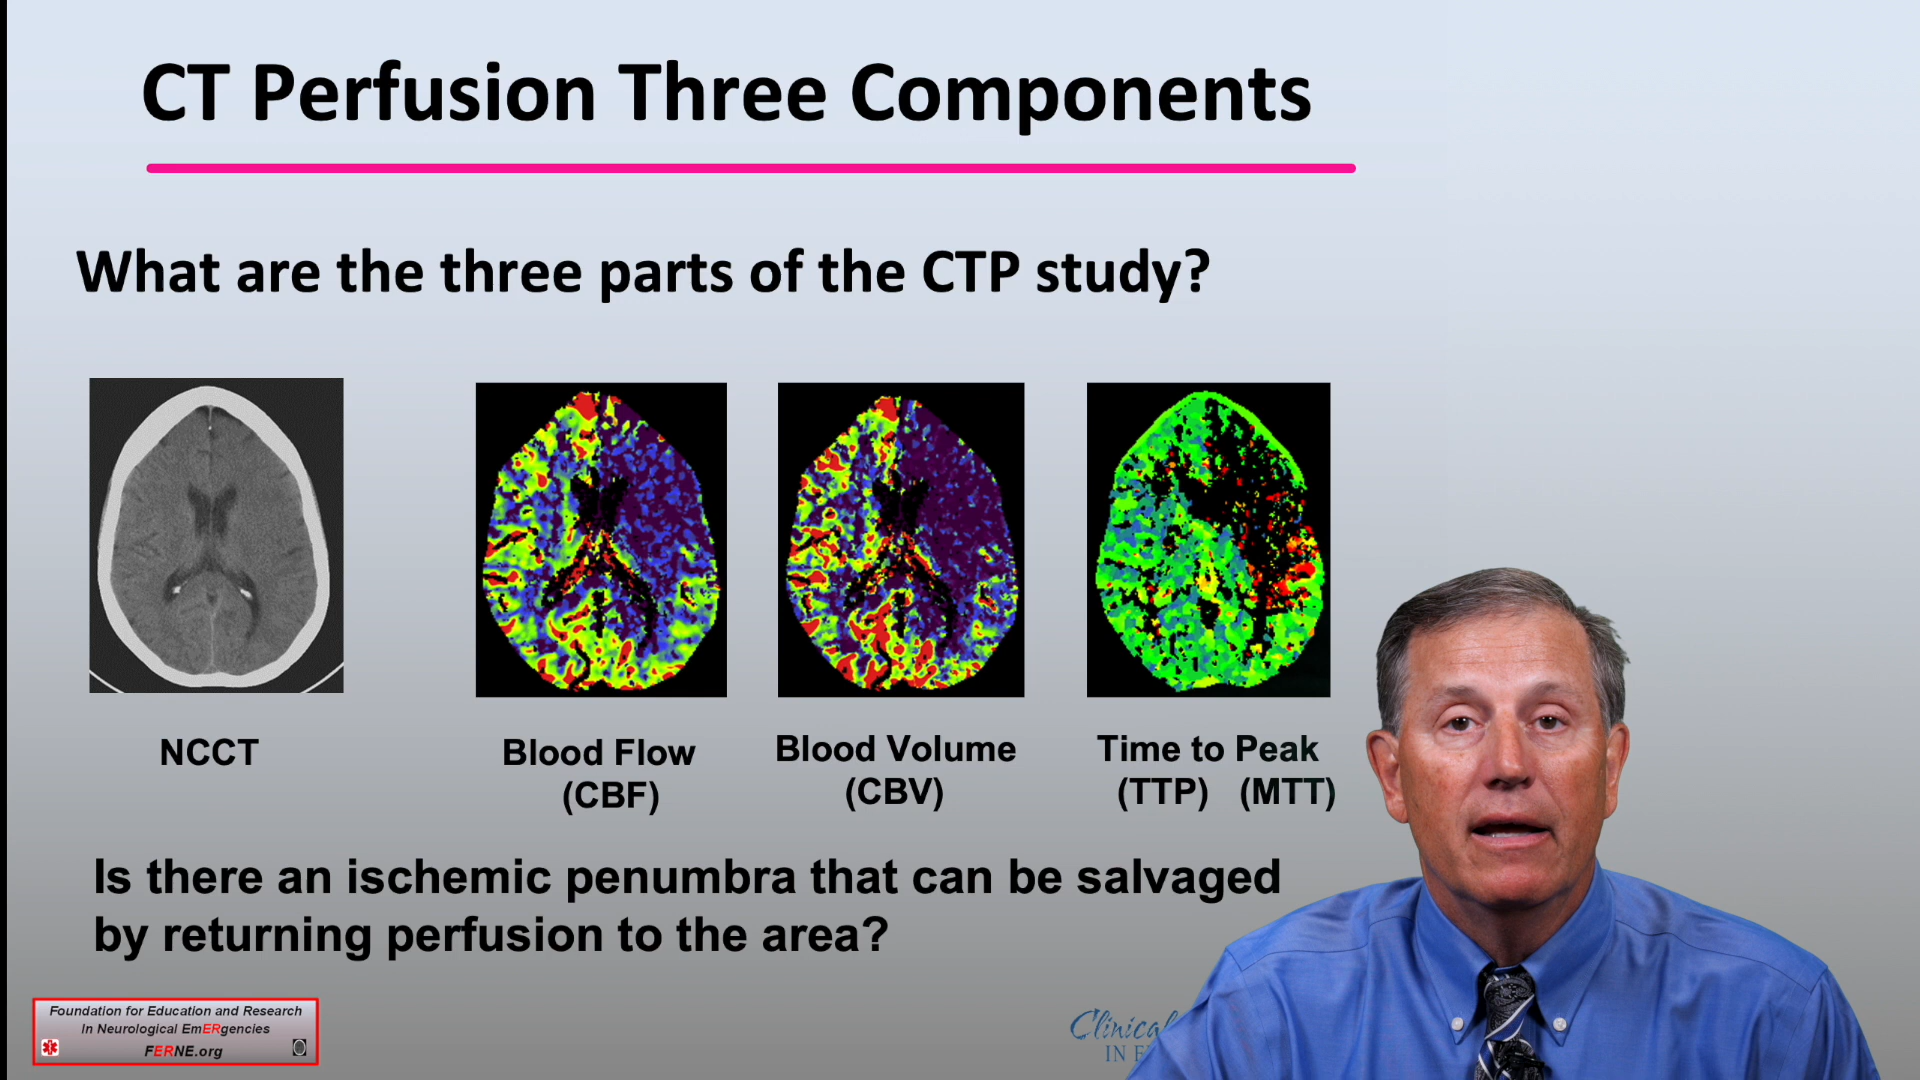 CT Perfusion Three Components
What are the three parts of the CTP study?
NCCT
Blood Flow
(CBF)
Blood Volume
(CBV)
Time to Peak
(TTP) (MTT)
Is there an ischemic penumbra that can be salvaged
by returning perfusion to the area?
Foundation for Education and Research
In Neurological EmERgencies
FERNE.org
Clinical
IN